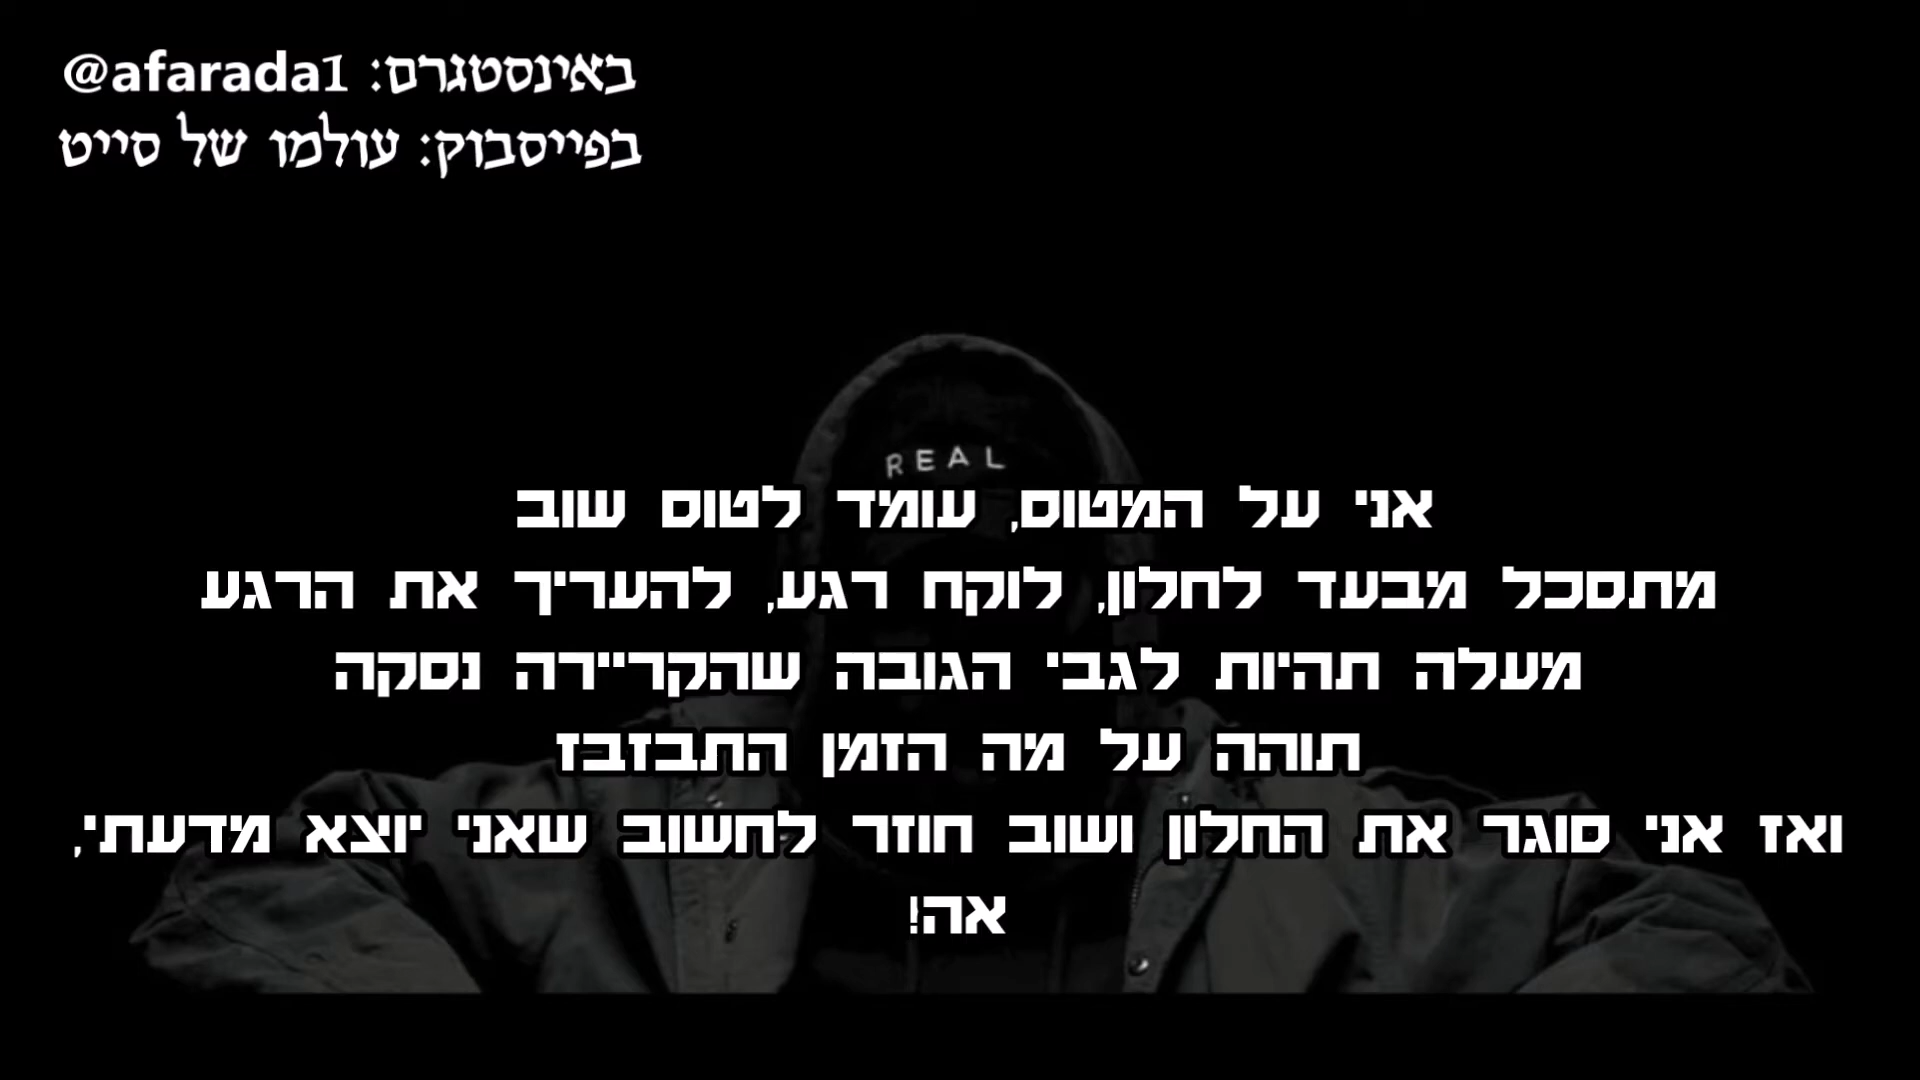 באינסטגרם: @afarada1
בפייסבוק: עולמו של סייט
REAL
אני על המטוס, עומד לטוס שוב
מתסכל מבעד לחלון, לוקח רגע, להעריך את הרגע
מעלה תהיות לגבי הגובה שהקריירה נסקה
תוהה על מה הזמן התבזבז
ואז אני סוגר את החלון ושוב חוזר לחשוב שאני יוצא מדעתי,
אה!